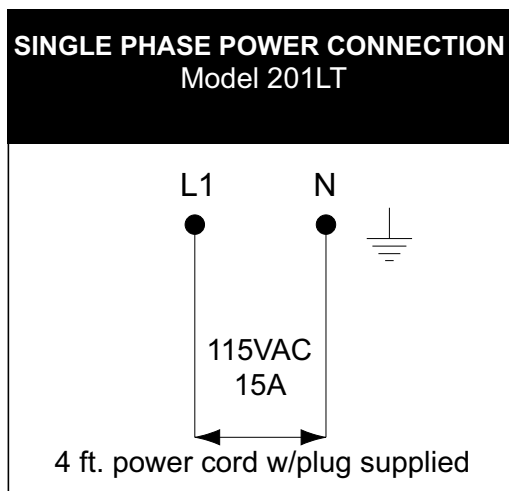 SINGLE PHASE POWER CONNECTION
Model 201LT
L1 N
115VAC
15A
4 ft. power cord w/plug supplied